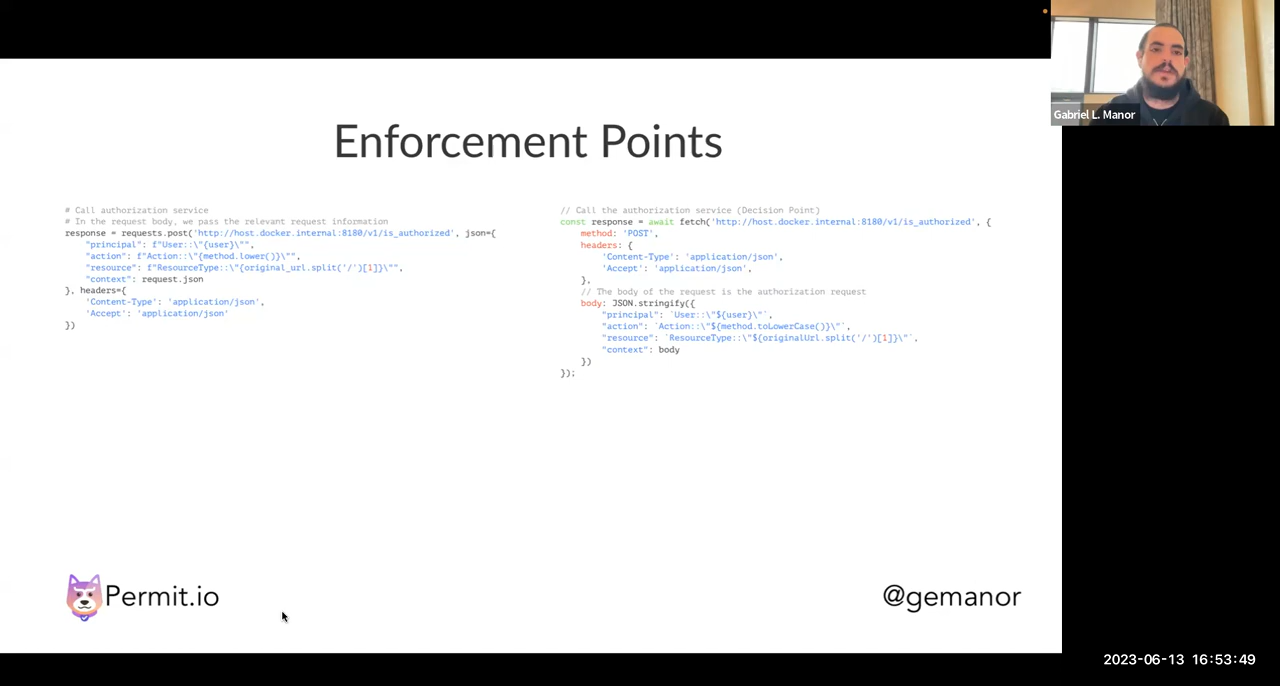 Gabriel L. Manor
Enforcement Points
# Call authorization service
# In the request body, we pass the relevant request information
response = requests.post('http://host.docker.internal:8180/v1/is_authorized', json={
    "principal": f"User::\"{user}\"",
    "action": f"Action::\"{method.lower()}\"",
    "resource": f"ResourceType::\"{original_url.split('/')[1]}\"",
    "context": request.json
}, headers={
    'Content-Type': 'application/json',
    'Accept': 'application/json'
})
// Call the authorization service (Decision Point)
const response = await fetch('http://host.docker.internal:8180/v1/is_authorized', {
    method: 'POST',
    headers: {
        'Content-Type': 'application/json',
        'Accept': 'application/json',
    },
    // The body of the request is the authorization request
    body: JSON.stringify({
        "principal": `User::\"${user}\"`,
        "action": `Action::\"${method.toLowerCase()}\"`,
        "resource": `ResourceType::\"${originalUrl.split('/')[1]}\"`,
        "context": body
    })
});
Permit.io
@gemanor
2023-06-13 16:53:49